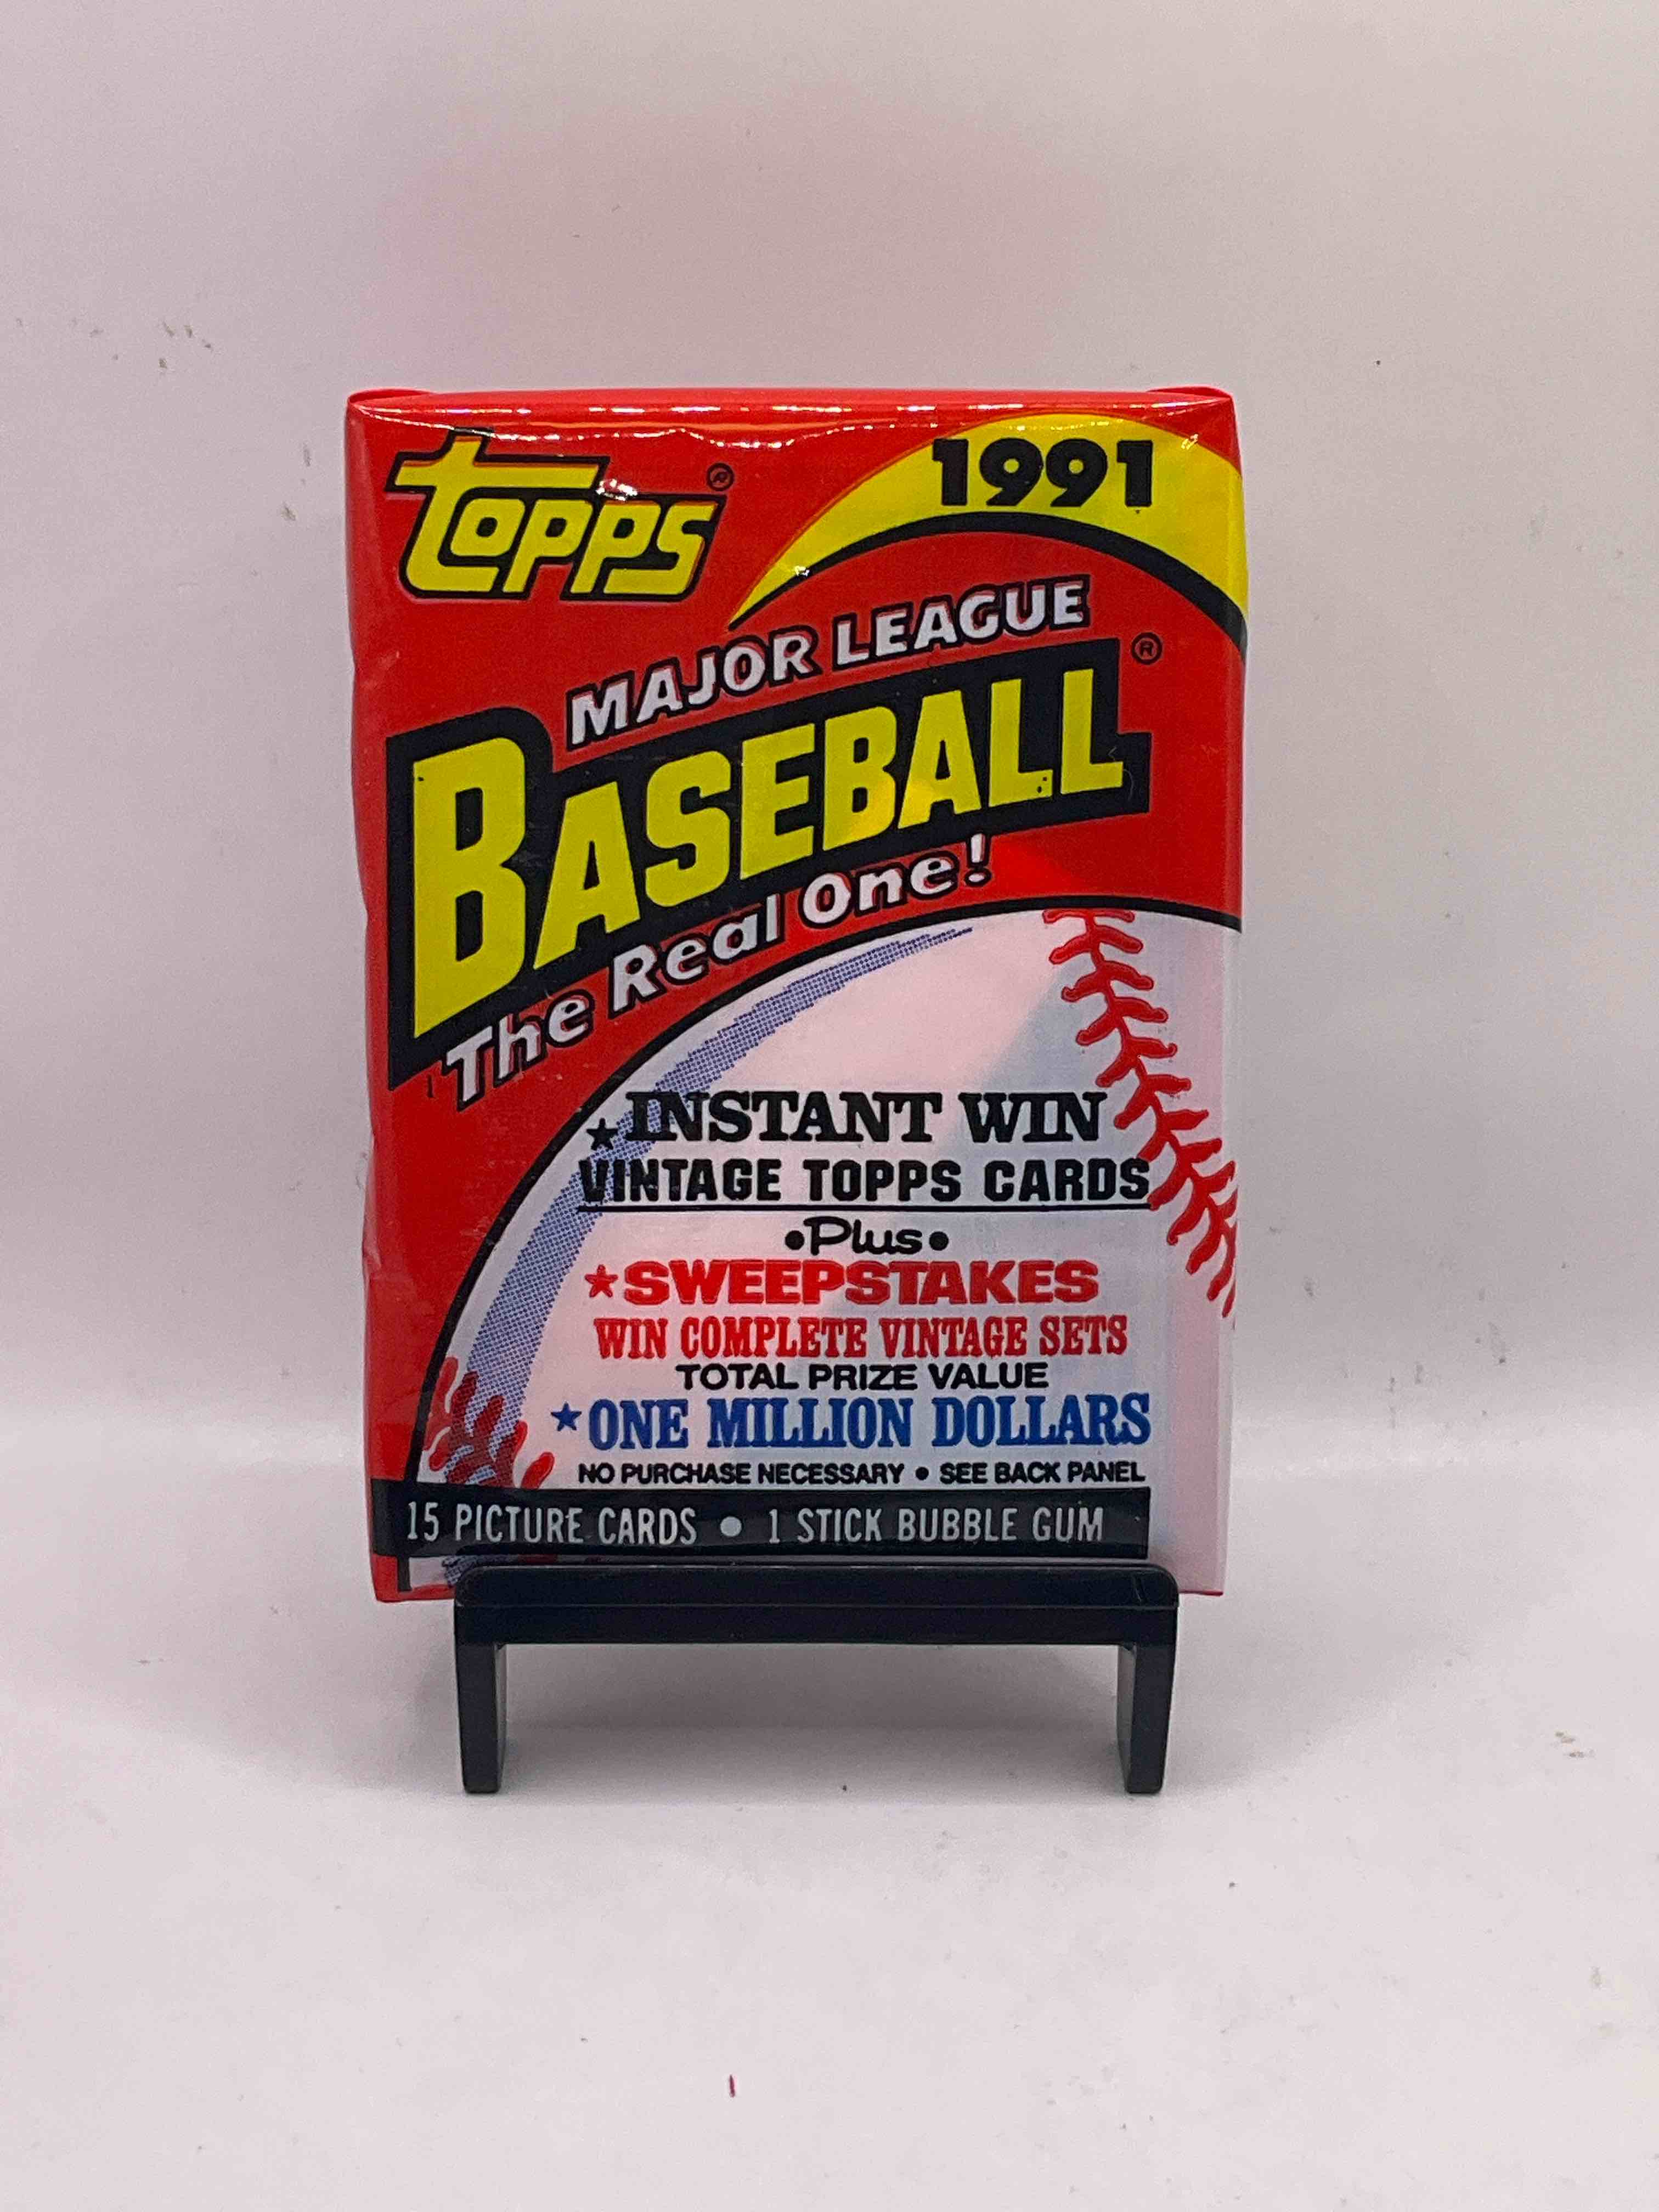 Topps®
1991
MAJOR LEAGUE
BASEBALL®
The Real One!
★INSTANT WIN
VINTAGE TOPPS CARDS
•Plus•
★SWEEPSTAKES
WIN COMPLETE VINTAGE SETS
TOTAL PRIZE VALUE
★ONE MILLION DOLLARS
NO PURCHASE NECESSARY • SEE BACK PANEL
15 PICTURE CARDS • 1 STICK BUBBLE GUM